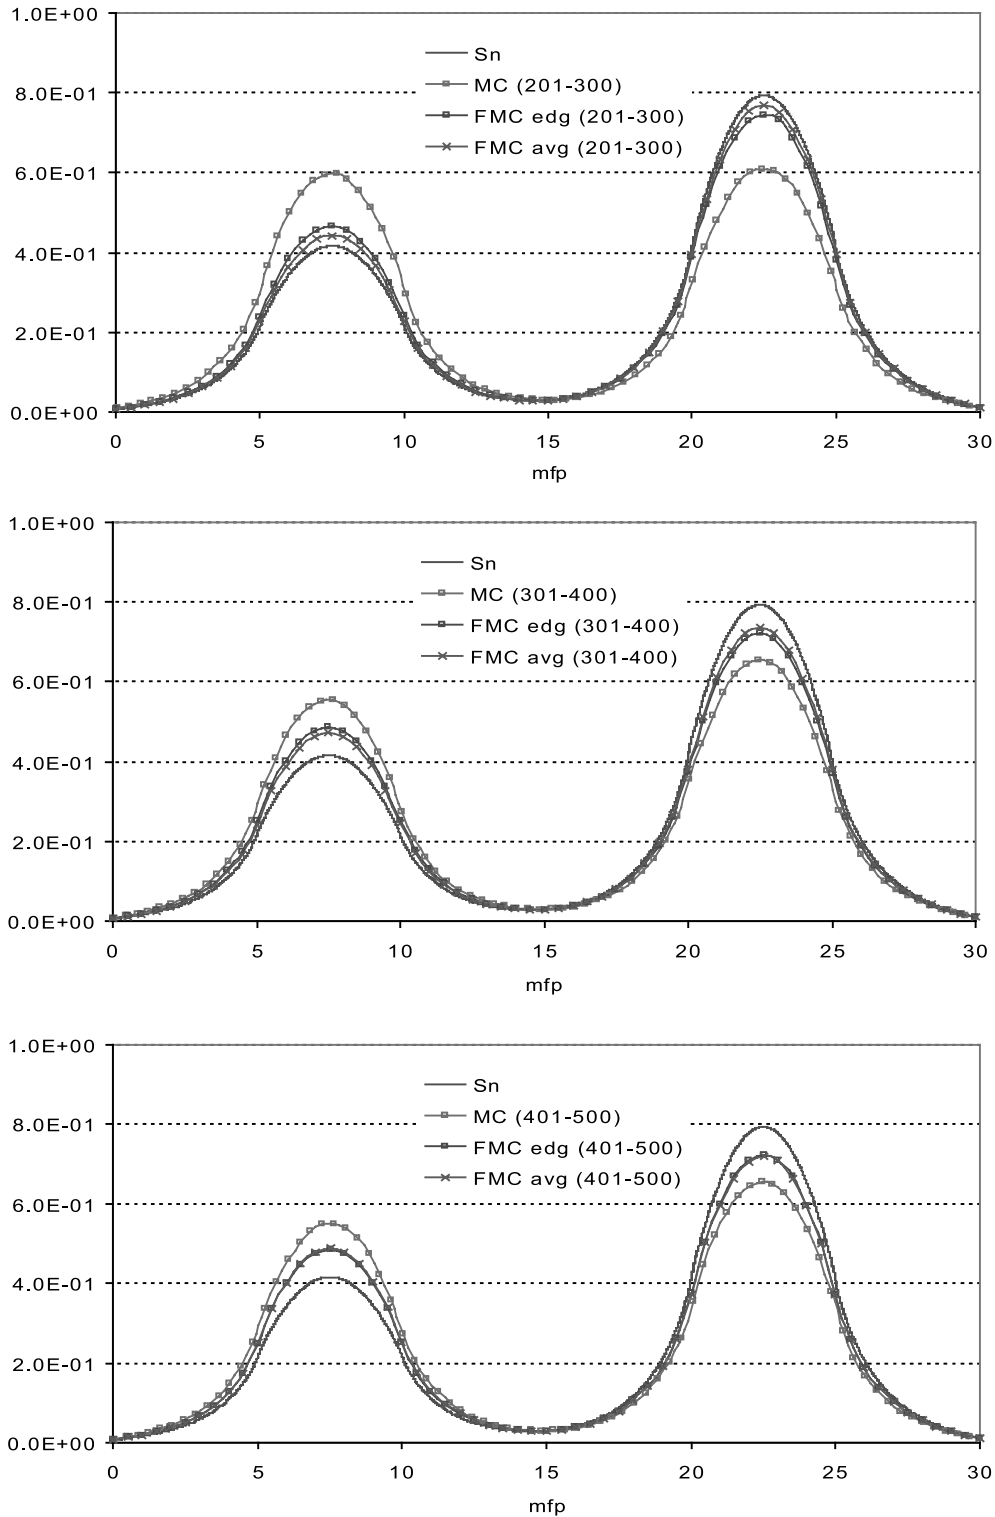 1.0E+00
Sn
MC (201-300)
8.0E-01
FMC edg (201-300)
FMC avg (201-300)
6.0E-01
4.0E-01
2.0E-01
0.0E+00
0 5 10 15 20 25 30
mfp
1.0E+00
Sn
MC (301-400)
8.0E-01
FMC edg (301-400)
FMC avg (301-400)
6.0E-01
4.0E-01
2.0E-01
0.0E+00
0 5 10 15 20 25 30
mfp
1.0E+00
Sn
MC (401-500)
8.0E-01
FMC edg (401-500)
FMC avg (401-500)
6.0E-01
4.0E-01
2.0E-01
0.0E+00
0 5 10 15 20 25 30
mfp